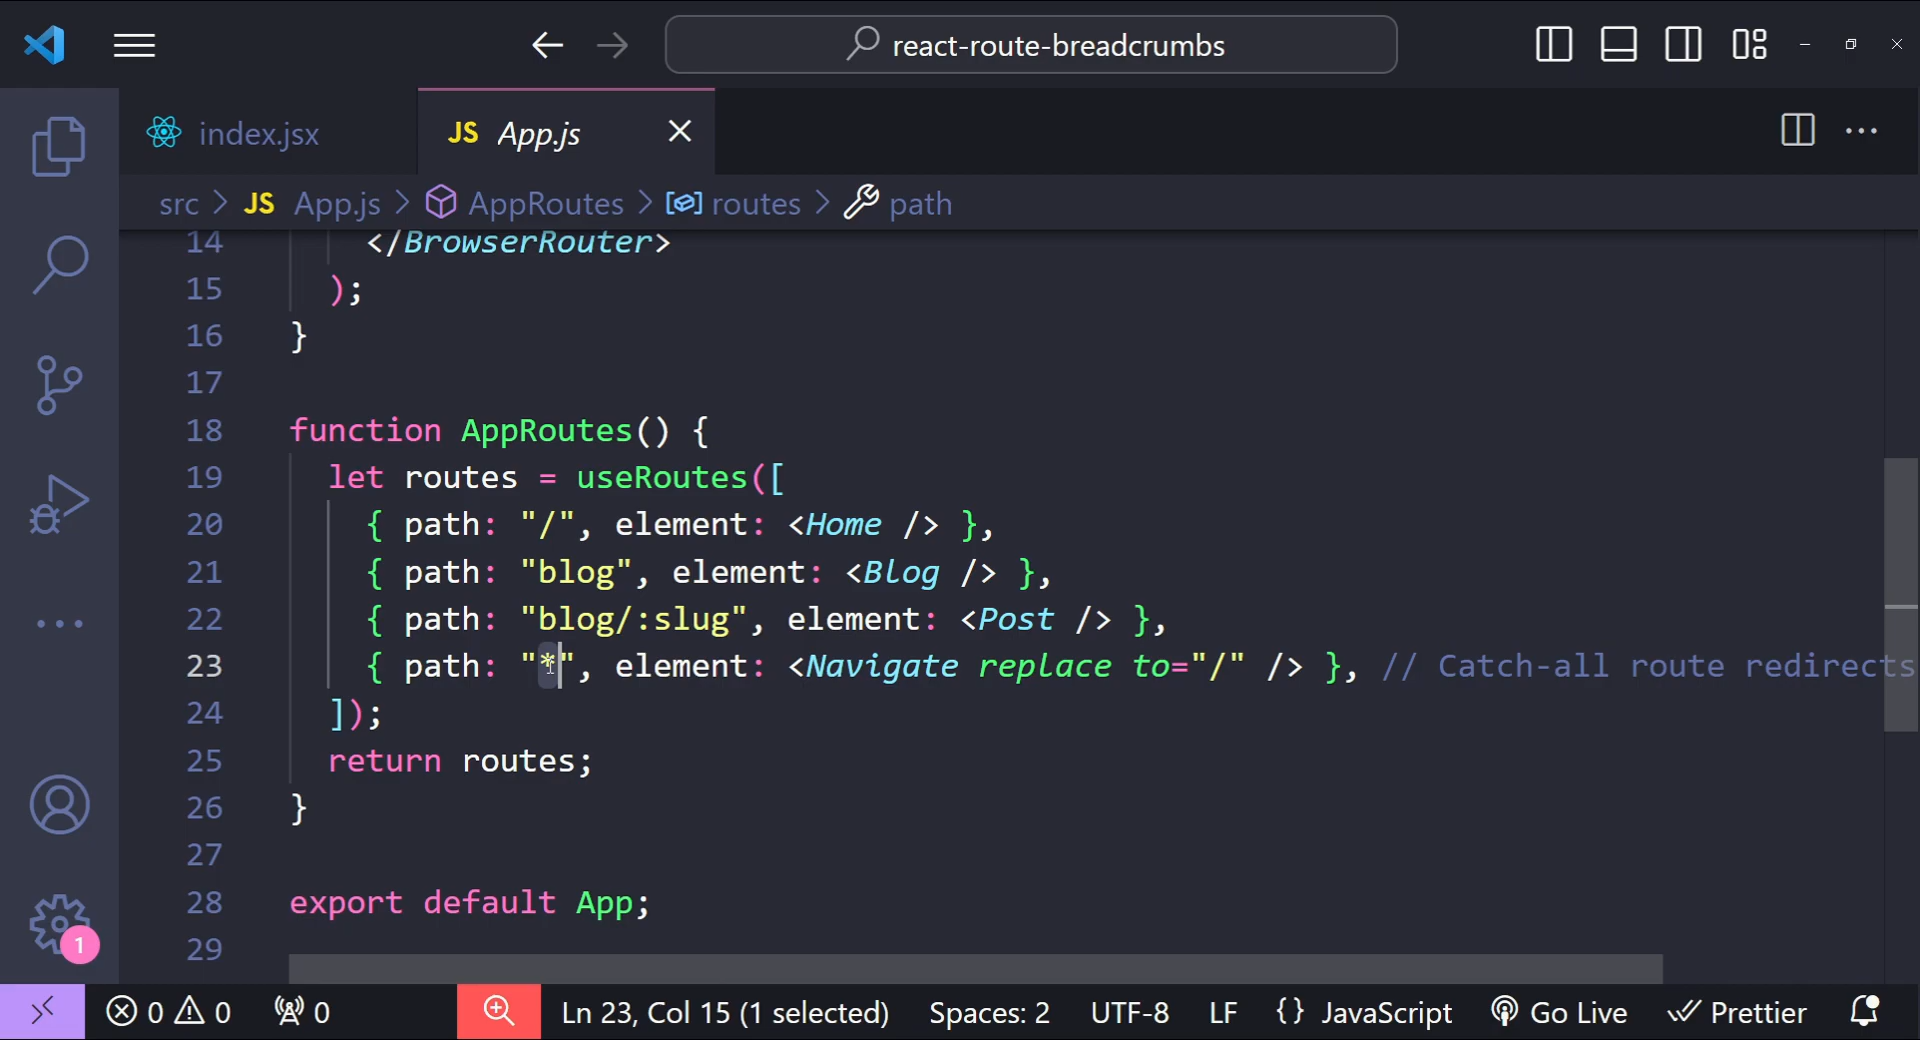 react-route-breadcrumbs
index.jsx
JS App.js
src > JS App.js > AppRoutes > routes > path
14 </BrowserRouter>
15 );
16 }
17
18 function AppRoutes() {
19 let routes = useRoutes([
20 { path: "/", element: <Home /> },
21 { path: "blog", element: <Blog /> },
22 { path: "blog/:slug", element: <Post /> },
23 { path: "*", element: <Navigate replace to="/" /> }, // Catch-all route redirects
24 ]);
25 return routes;
26 }
27
28 export default App;
29
1
0 0 0 Ln 23, Col 15 (1 selected) Spaces: 2 UTF-8 LF {} JavaScript Go Live Prettier